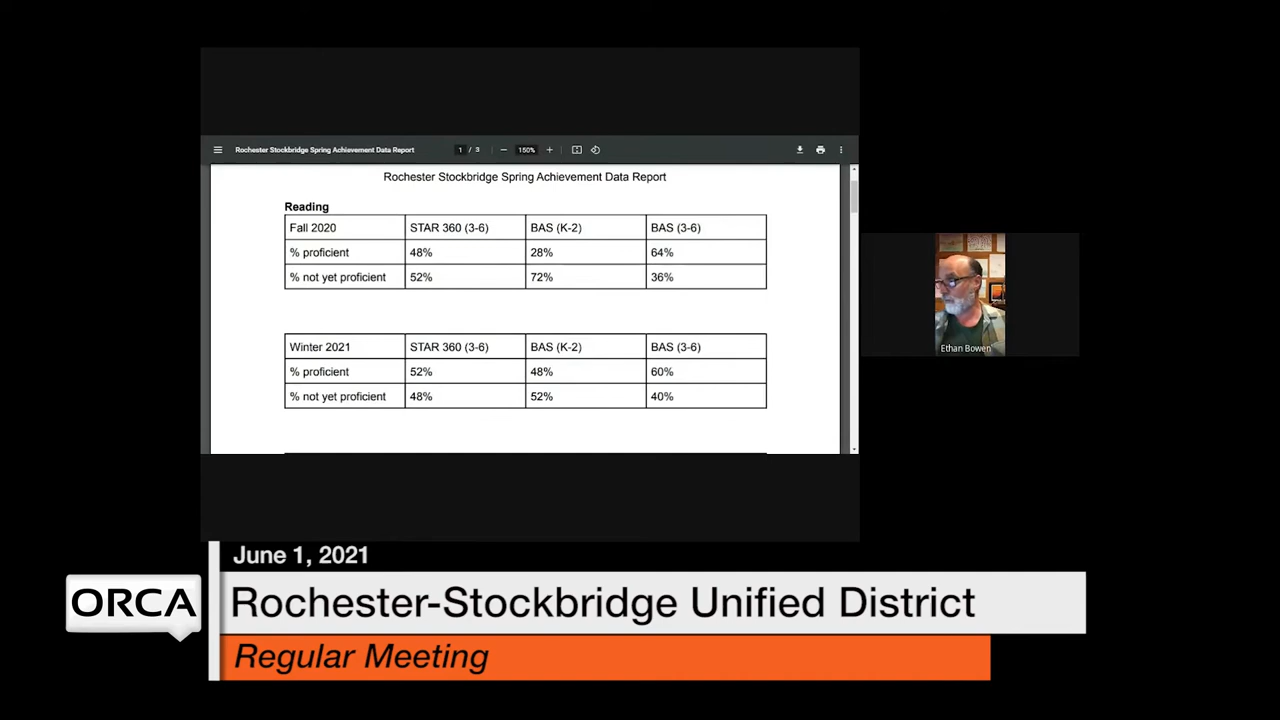 Rochester Stockbridge Spring Achievement Data Report 1 / 3 150%
Rochester Stockbridge Spring Achievement Data Report
Reading
Fall 2020 STAR 360 (3-6) BAS (K-2) BAS (3-6)
% proficient 48% 28% 64%
% not yet proficient 52% 72% 36%
Winter 2021 STAR 360 (3-6) BAS (K-2) BAS (3-6)
% proficient 52% 48% 60%
% not yet proficient 48% 52% 40%
Ethan Bowen
June 1, 2021
ORCA
Rochester-Stockbridge Unified District
Regular Meeting